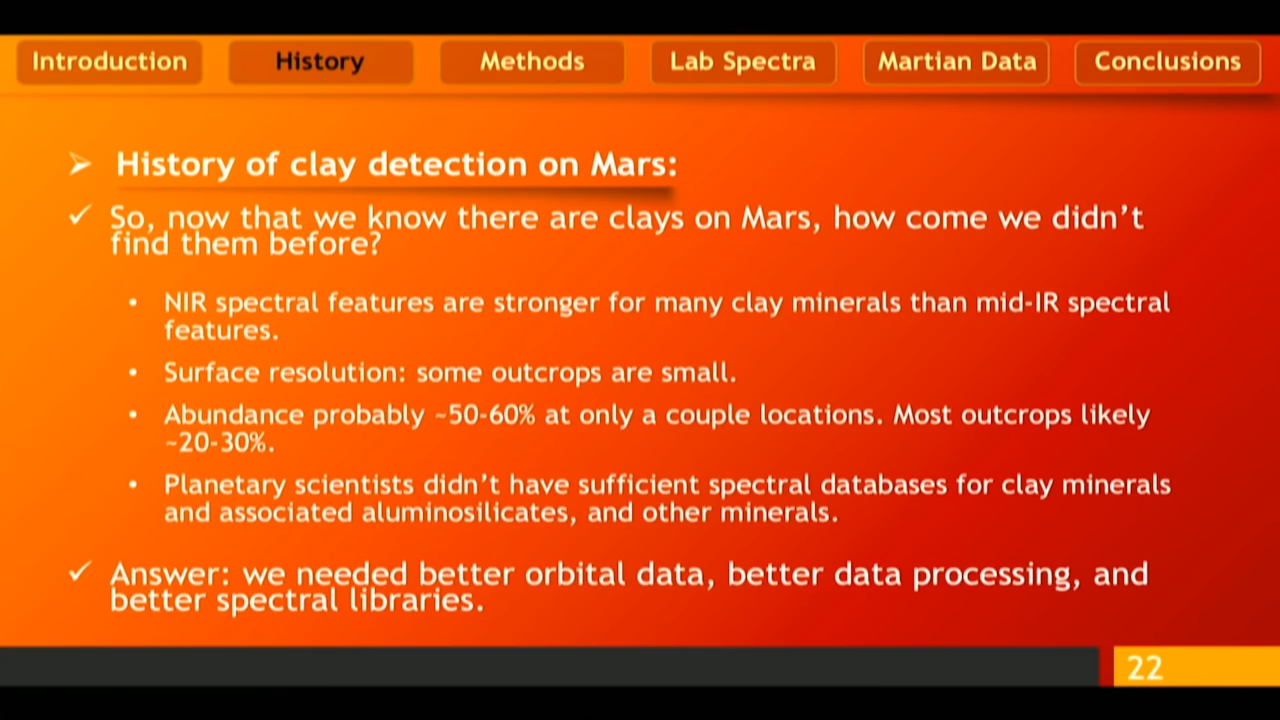 Introduction
History
Methods
Lab Spectra
Martian Data
Conclusions
➢ History of clay detection on Mars:
✓ So, now that we know there are clays on Mars, how come we didn’t
find them before?
• NIR spectral features are stronger for many clay minerals than mid-IR spectral
features.
• Surface resolution: some outcrops are small.
• Abundance probably ~50-60% at only a couple locations. Most outcrops likely
~20-30%.
• Planetary scientists didn’t have sufficient spectral databases for clay minerals
and associated aluminosilicates, and other minerals.
✓ Answer: we needed better orbital data, better data processing, and
better spectral libraries.
22